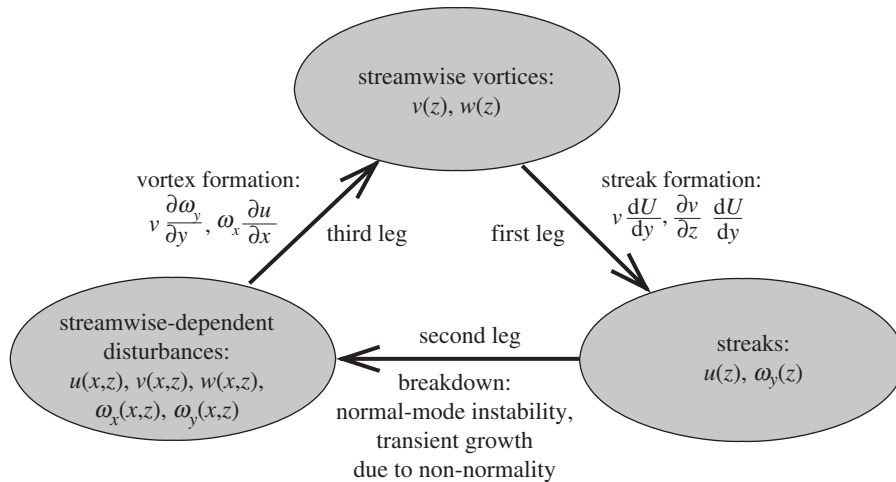 streamwise vortices:
v(z), w(z)
vortex formation:
v ∂ω_y/∂y, ω_x ∂u/∂x
third leg
streak formation:
v dU/dy, ∂v/∂z dU/dy
first leg
streamwise-dependent
disturbances:
u(x,z), v(x,z), w(x,z),
ω_x(x,z), ω_y(x,z)
second leg
breakdown:
normal-mode instability,
transient growth
due to non-normality
streaks:
u(z), ω_y(z)